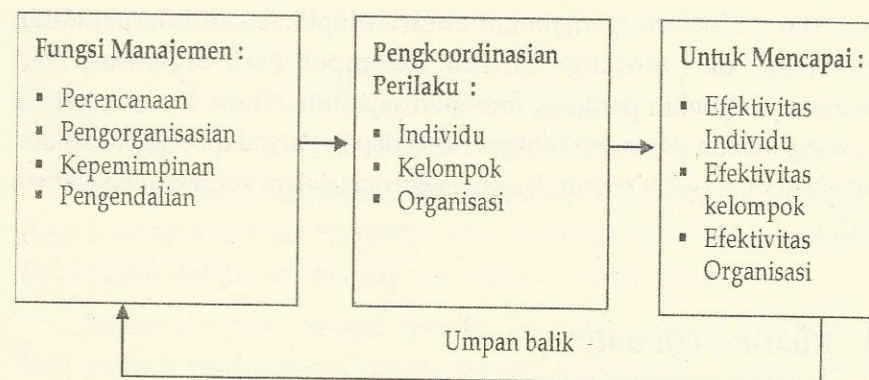 Fungsi Manajemen :
▪ Perencanaan
▪ Pengorganisasian
▪ Kepemimpinan
▪ Pengendalian
Pengkoordinasian
Perilaku :
▪ Individu
▪ Kelompok
▪ Organisasi
Untuk Mencapai :
▪ Efektivitas
Individu
▪ Efektivitas
kelompok
▪ Efektivitas
Organisasi
Umpan balik